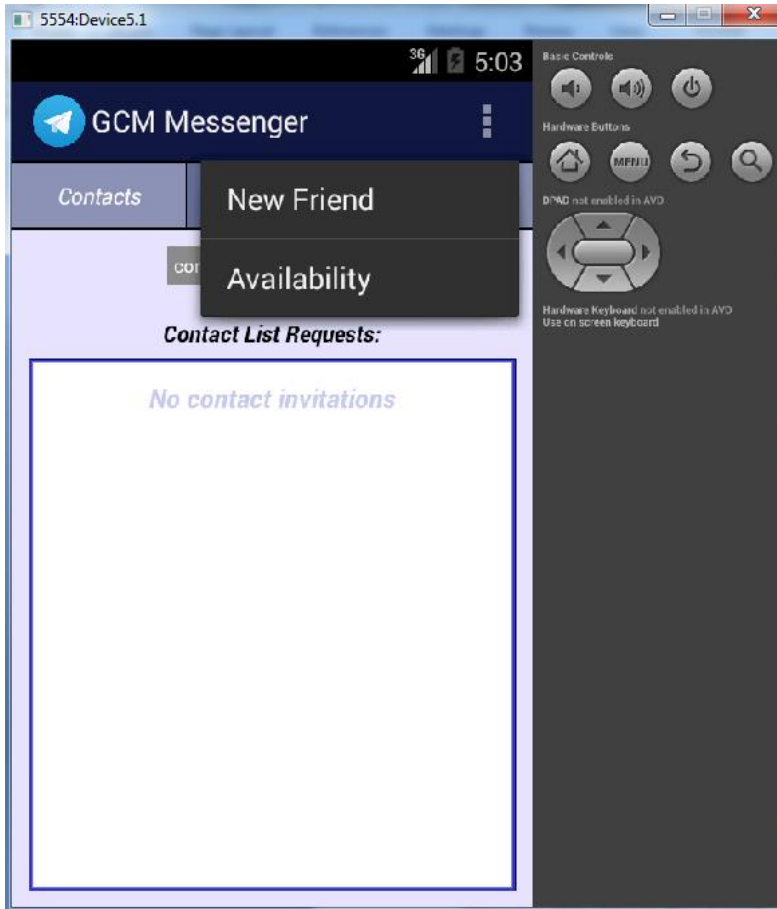 5554:Device5.1
3G 5:03
GCM Messenger
Contacts
New Friend
Availability
Contact List Requests:
No contact invitations
Basic Controls
Hardware Buttons
MENU
DPAD not enabled in AVD
Hardware Keyboard not enabled in AVD
Use on screen keyboard